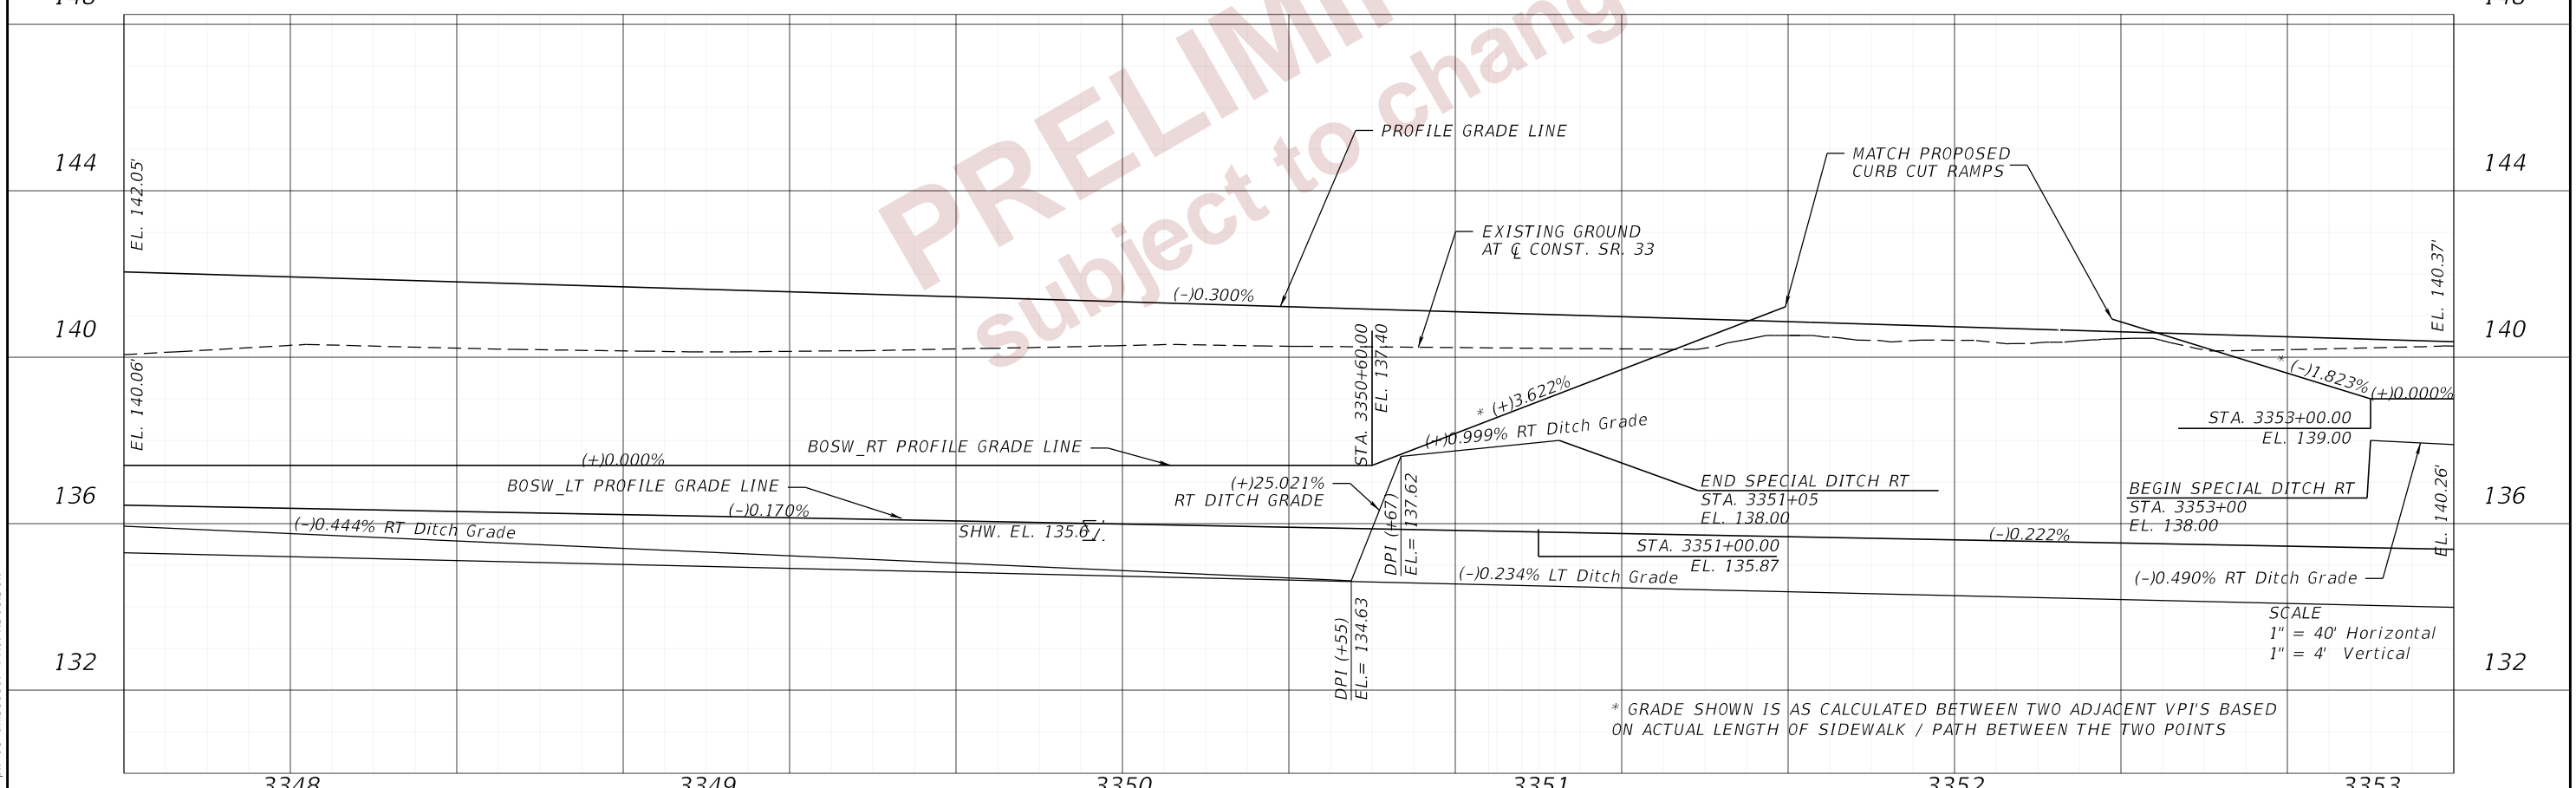 PRELIMI
subject to chang
PROFILE GRADE LINE
MATCH PROPOSED
CURB CUT RAMPS
144
144
EL. 142.05'
EXISTING GROUND
AT ℄ CONST. SR. 33
EL. 140.37'
(-)0.300%
140
140
STA. 3350+60.00
EL. 137.40
EL. 140.06'
* (+)3.622%
* (-)1.823%
(+)0.000%
STA. 3353+00.00
EL. 139.00
(+)0.999% RT Ditch Grade
BOSW_RT PROFILE GRADE LINE
(+)0.000%
BOSW_LT PROFILE GRADE LINE
(+)25.021%
RT DITCH GRADE
END SPECIAL DITCH RT
STA. 3351+05
EL. 138.00
BEGIN SPECIAL DITCH RT
STA. 3353+00
EL. 138.00
136
136
(-)0.170%
(-)0.444% RT Ditch Grade
SHW. EL. 135.6
DPI (+67)
EL.= 137.62
STA. 3351+00.00
EL. 135.87
(-)0.222%
EL. 140.26'
(-)0.234% LT Ditch Grade
(-)0.490% RT Ditch Grade
DPI (+55)
EL.= 134.63
SCALE
1" = 40' Horizontal
1" = 4' Vertical
132
132
* GRADE SHOWN IS AS CALCULATED BETWEEN TWO ADJACENT VPI'S BASED
ON ACTUAL LENGTH OF SIDEWALK / PATH BETWEEN THE TWO POINTS
3348
3349
3350
3351
3352
3353